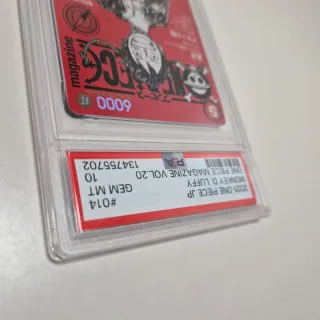 2025 ONE PIECE JP
MONKEY D. LUFFY
ONE PIECE MAGAZINE VOL.20
#014
GEM MT
10
134755702
PSA
magazine
6000
5